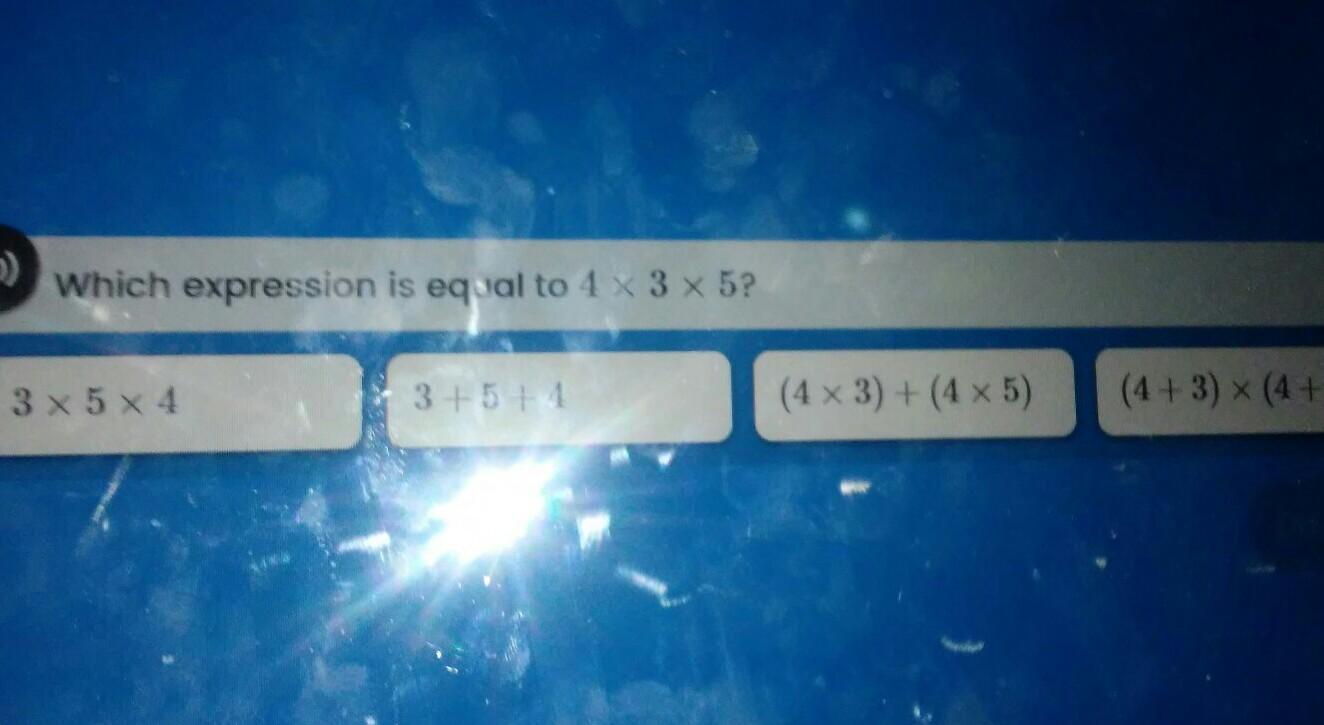 Which expression is equal to 4 × 3 × 5?
3 × 5 × 4
3 + 5 + 4
(4 × 3) + (4 × 5)
(4 + 3) × (4 +